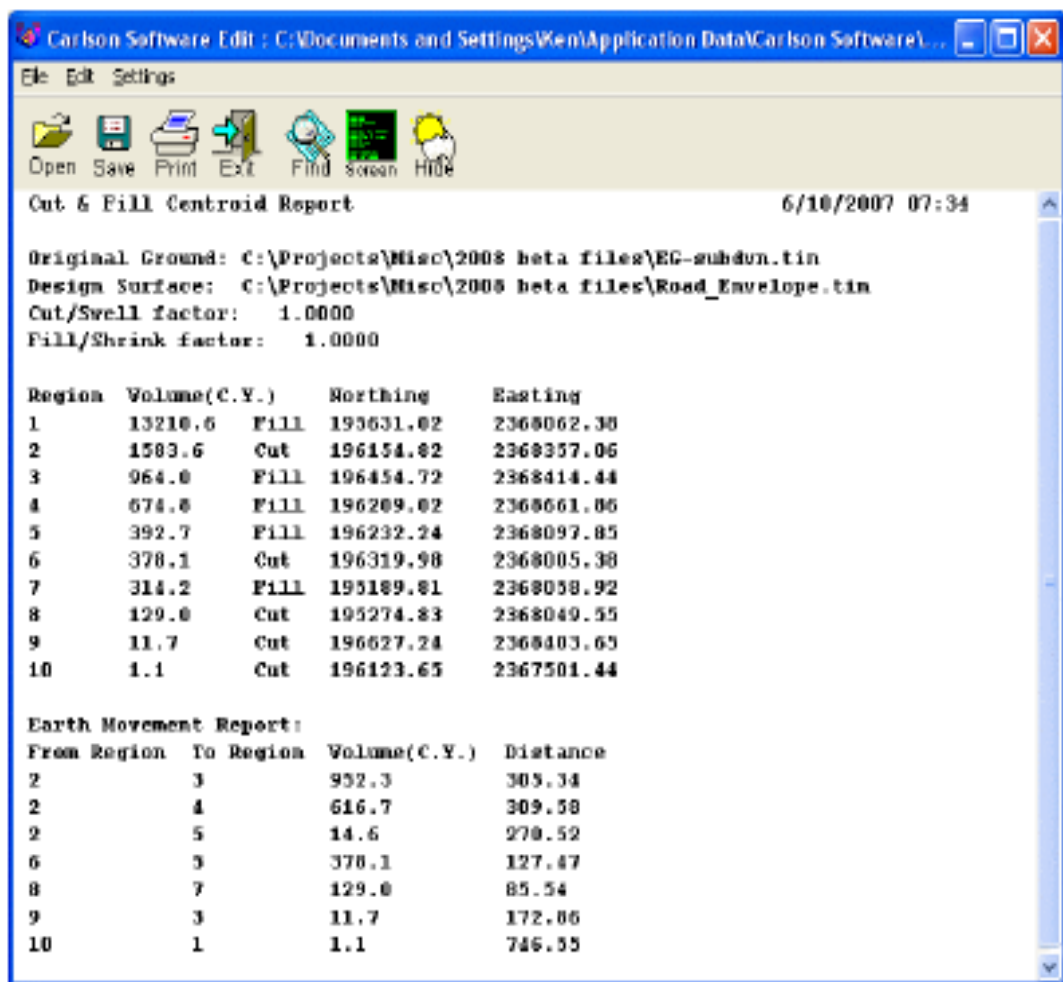 Carlson Software Edit : C:\Documents and Settings\Ken\Application Data\Carlson Software\...
File Edit Settings
Open Save Print Exit Find Screen Hide
Cut & Fill Centroid Report 6/10/2007 07:34
Original Ground: C:\Projects\Misc\2008 beta files\EG-subdvn.tin
Design Surface: C:\Projects\Misc\2008 beta files\Road_Envelope.tin
Cut/Swell factor: 1.0000
Fill/Shrink factor: 1.0000
Region Volume(C.Y.) Northing Easting
1 13210.6 Fill 195631.02 2368062.38
2 1583.6 Cut 196154.82 2368357.06
3 964.0 Fill 196454.72 2368414.44
4 674.8 Fill 196209.02 2368661.86
5 392.7 Fill 196232.24 2368097.85
6 378.1 Cut 196319.98 2368005.38
7 314.2 Fill 195189.81 2368058.92
8 129.0 Cut 195274.83 2368049.55
9 11.7 Cut 196627.24 2368403.65
10 1.1 Cut 196123.65 2367501.44
Earth Movement Report:
From Region To Region Volume(C.Y.) Distance
2 3 952.3 305.34
2 4 616.7 309.58
2 5 14.6 270.52
6 5 378.1 127.47
8 7 129.0 85.54
9 3 11.7 172.86
10 1 1.1 746.55